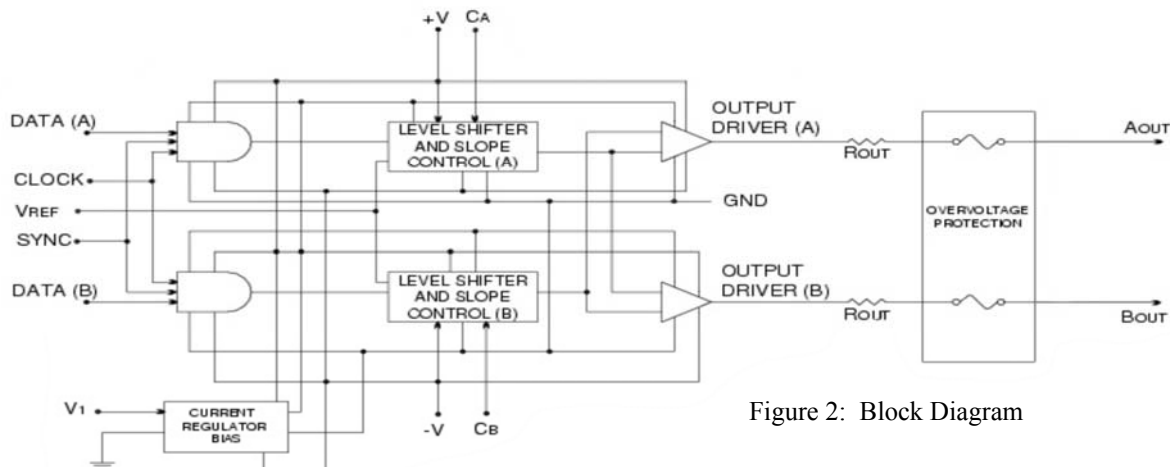 +V
CA
DATA (A)
LEVEL SHIFTER
AND SLOPE
CONTROL (A)
OUTPUT
DRIVER (A)
ROUT
AOUT
CLOCK
VREF
GND
SYNC
OVERVOLTAGE
PROTECTION
DATA (B)
LEVEL SHIFTER
AND SLOPE
CONTROL (B)
OUTPUT
DRIVER (B)
ROUT
BOUT
V1
CURRENT
REGULATOR
BIAS
-V
CB
Figure 2: Block Diagram